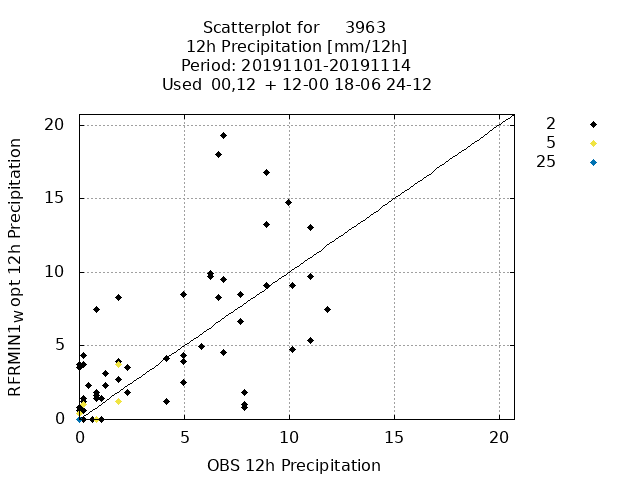 Scatterplot for 3963
12h Precipitation [mm/12h]
Period: 20191101-20191114
Used 00,12 + 12-00 18-06 24-12
20
15
10
5
0
0 5 10 15 20
RFRMIN1w opt 12h Precipitation
OBS 12h Precipitation
2
5
25